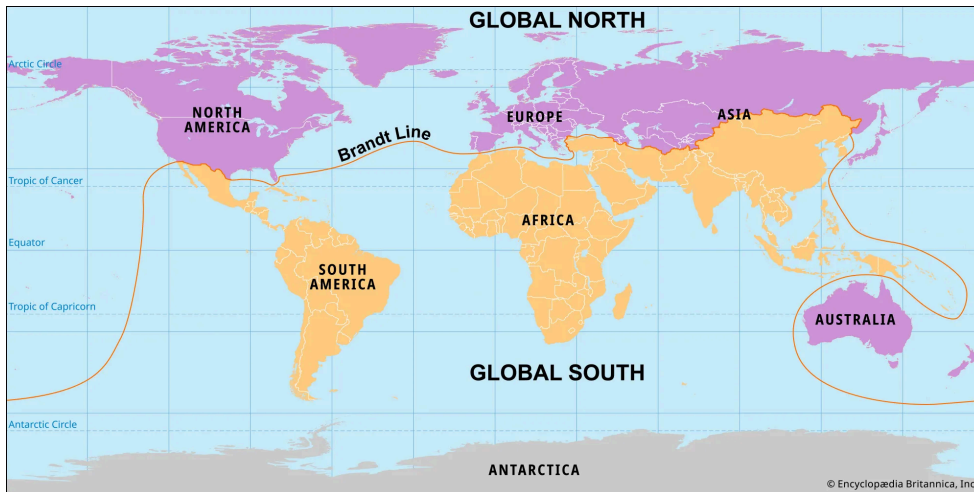 GLOBAL NORTH
Arctic Circle
NORTH
AMERICA
EUROPE
ASIA
Brandt Line
Tropic of Cancer
AFRICA
Equator
SOUTH
AMERICA
Tropic of Capricorn
AUSTRALIA
GLOBAL SOUTH
Antarctic Circle
ANTARCTICA
© Encyclopædia Britannica, Inc